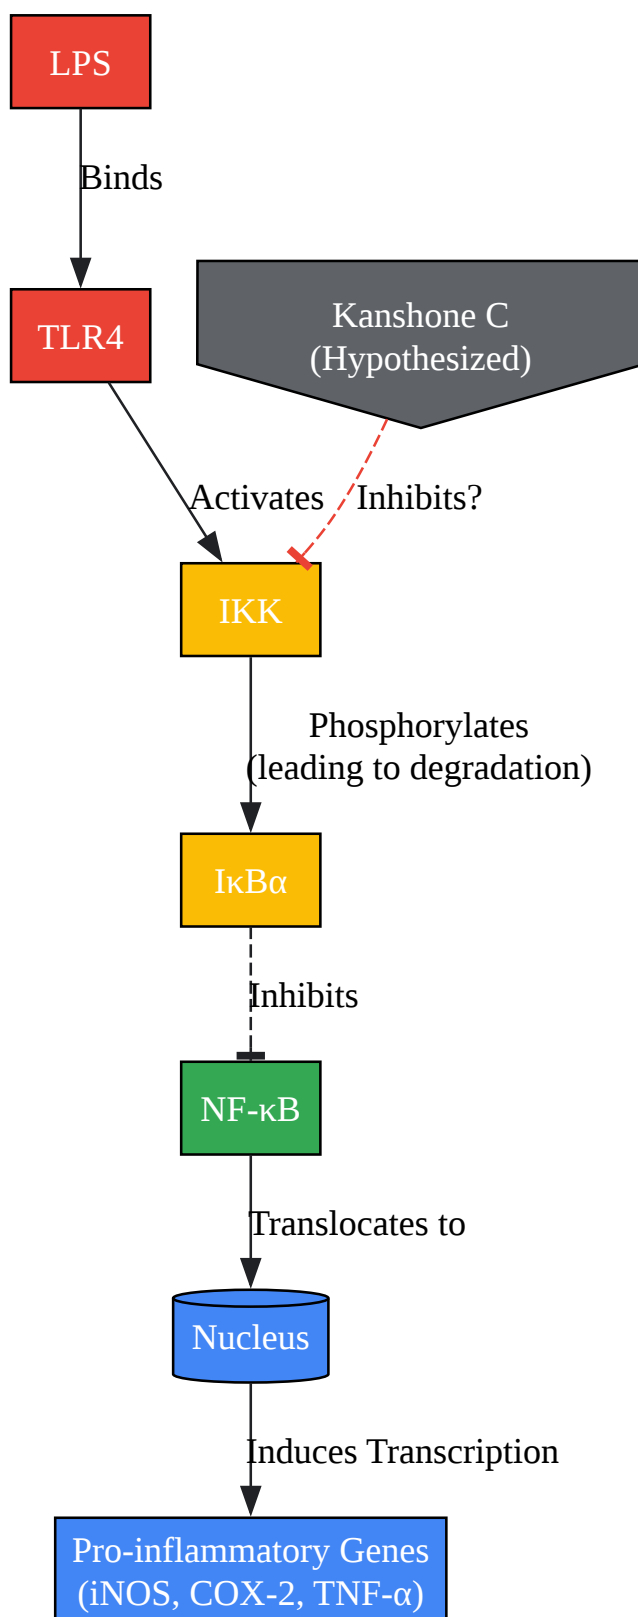 LPS
Binds
TLR4
Kanshone C
(Hypothesized)
Activates
Inhibits?
IKK
Phosphorylates
(leading to degradation)
IκBα
Inhibits
NF-κB
Translocates to
Nucleus
Induces Transcription
Pro-inflammatory Genes
(iNOS, COX-2, TNF-α)